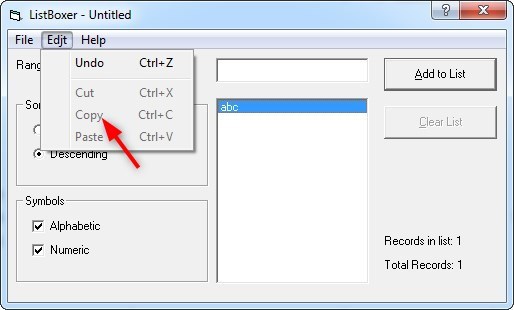 ListBoxer - Untitled
File Edit Help
Undo Ctrl+Z
Cut Ctrl+X
Copy Ctrl+C
Paste Ctrl+V
Rang
Add to List
Sor
abc
Clear List
Descending
Symbols
Alphabetic
Numeric
Records in list: 1
Total Records: 1